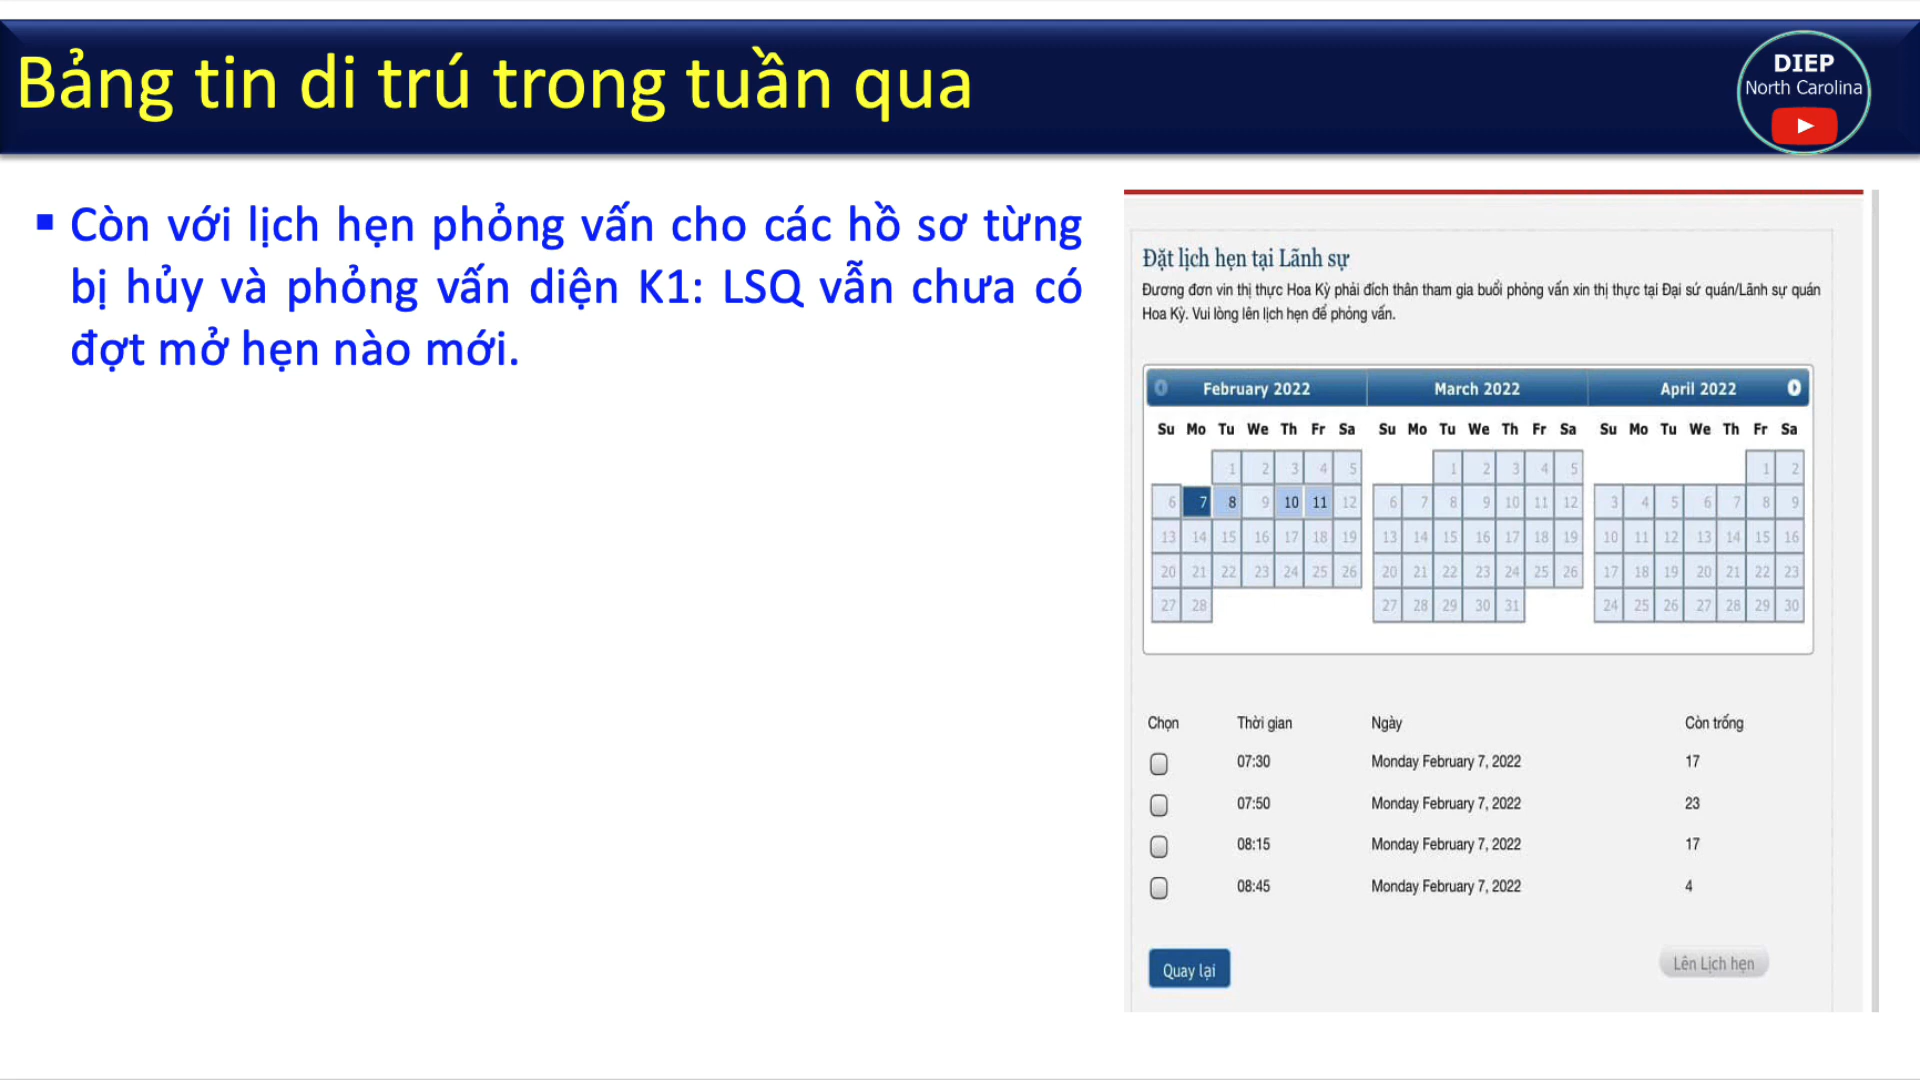 Bảng tin di trú trong tuần qua
DIEP
North Carolina
Còn với lịch hẹn phỏng vấn cho các hồ sơ từng
bị hủy và phỏng vấn diện K1: LSQ vẫn chưa có
đợt mở hẹn nào mới.
Đặt lịch hẹn tại Lãnh sự
Đương đơn vin thị thực Hoa Kỳ phải đích thân tham gia buổi phỏng vấn xin thị thực tại Đại sứ quán/Lãnh sự quán
Hoa Kỳ. Vui lòng lên lịch hẹn để phỏng vấn.
February 2022 March 2022 April 2022
Su Mo Tu We Th Fr Sa Su Mo Tu We Th Fr Sa Su Mo Tu We Th Fr Sa
1 2 3 4 5 1 2 3 4 5 1 2
6 7 8 9 10 11 12 6 7 8 9 10 11 12 3 4 5 6 7 8 9
13 14 15 16 17 18 19 13 14 15 16 17 18 19 10 11 12 13 14 15 16
20 21 22 23 24 25 26 20 21 22 23 24 25 26 17 18 19 20 21 22 23
27 28 27 28 29 30 31 24 25 26 27 28 29 30
Chọn Thời gian Ngày Còn trống
07:30 Monday February 7, 2022 17
07:50 Monday February 7, 2022 23
08:15 Monday February 7, 2022 17
08:45 Monday February 7, 2022 4
Quay lại Lên Lịch hẹn